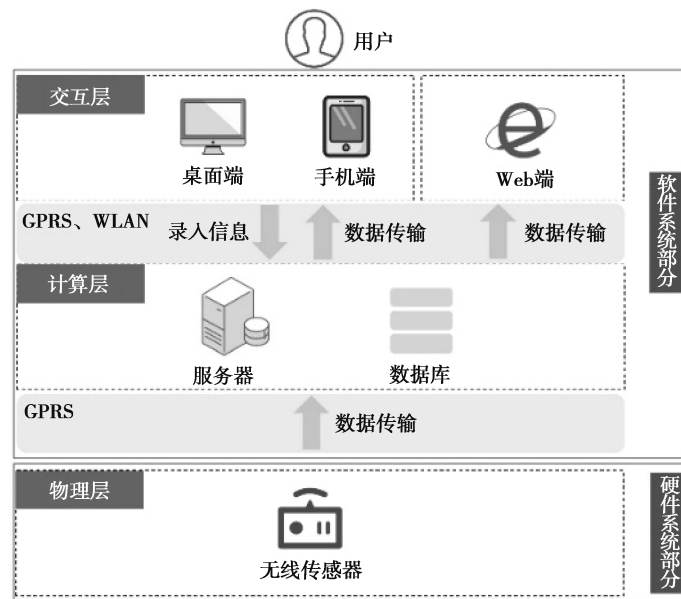 用户
交互层
桌面端
手机端
Web端
GPRS、WLAN
录入信息
数据传输
数据传输
软件系统部分
计算层
服务器
数据库
GPRS
数据传输
物理层
无线传感器
硬件系统部分